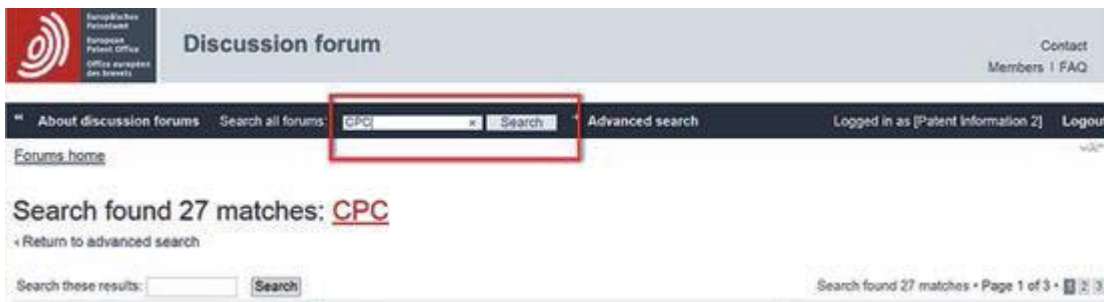 Europäisches
Patentamt
European
Patent Office
Office européen
des brevets
Discussion forum
Contact
Members | FAQ
About discussion forums Search all forums: CPC × Search Advanced search Logged in as [Patent Information 2] Logout
Forums home
Search found 27 matches: CPC
Return to advanced search
Search these results: Search Search found 27 matches • Page 1 of 3 • 1 2 3